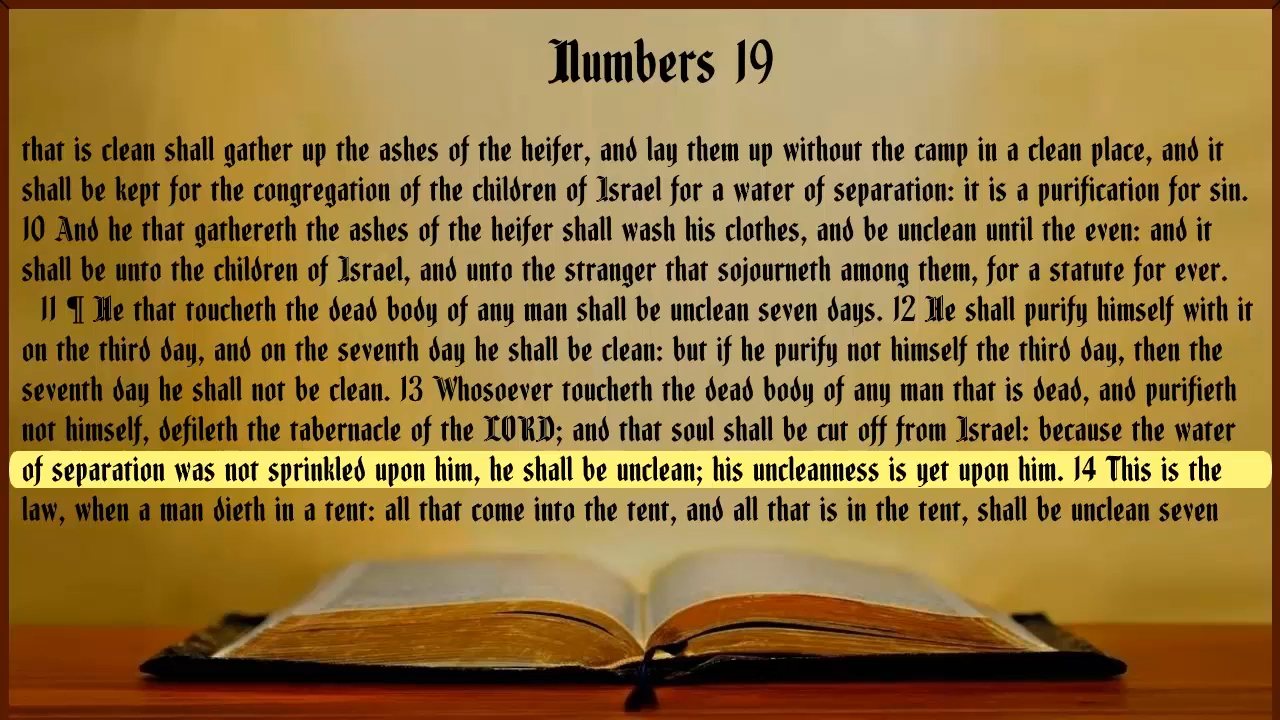 Numbers 19
that is clean shall gather up the ashes of the heifer, and lay them up without the camp in a clean place, and it
shall be kept for the congregation of the children of Israel for a water of separation: it is a purification for sin.
10 And he that gathereth the ashes of the heifer shall wash his clothes, and be unclean until the even: and it
shall be unto the children of Israel, and unto the stranger that sojourneth among them, for a statute for ever.
11 ¶ He that toucheth the dead body of any man shall be unclean seven days. 12 He shall purify himself with it
on the third day, and on the seventh day he shall be clean: but if he purify not himself the third day, then the
seventh day he shall not be clean. 13 Whosoever toucheth the dead body of any man that is dead, and purifieth
not himself, defileth the tabernacle of the LORD; and that soul shall be cut off from Israel: because the water
of separation was not sprinkled upon him, he shall be unclean; his uncleanness is yet upon him. 14 This is the
law, when a man dieth in a tent: all that come into the tent, and all that is in the tent, shall be unclean seven